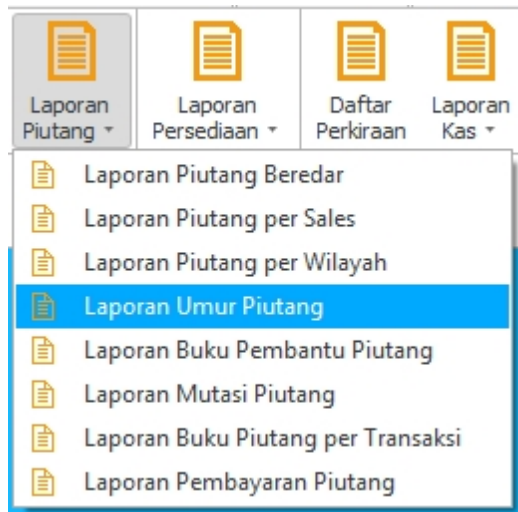 Laporan
Piutang
Laporan
Persediaan
Daftar
Perkiraan
Laporan
Kas
Laporan Piutang Beredar
Laporan Piutang per Sales
Laporan Piutang per Wilayah
Laporan Umur Piutang
Laporan Buku Pembantu Piutang
Laporan Mutasi Piutang
Laporan Buku Piutang per Transaksi
Laporan Pembayaran Piutang